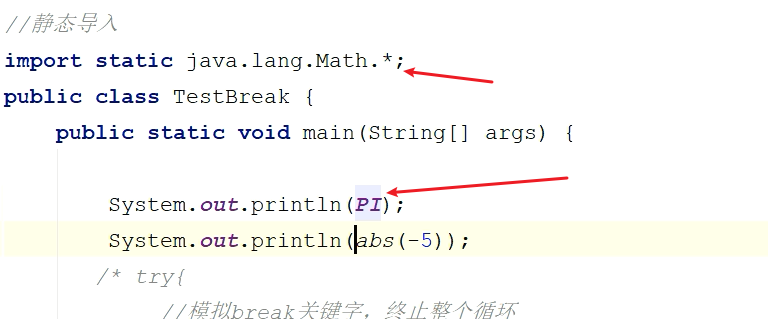 //静态导入
import static java.lang.Math.*;
public class TestBreak {
public static void main(String[] args) {
System.out.println(PI);
System.out.println(abs(-5));
/* try{
//模拟break关键字，终止整个循环